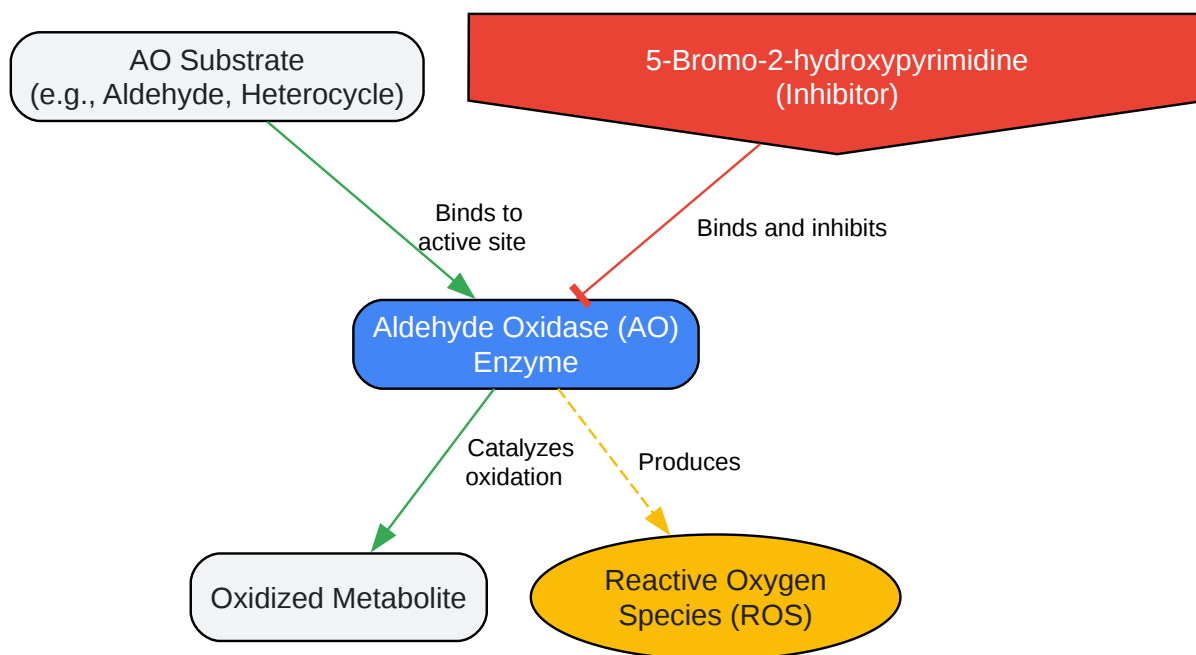 AO Substrate
(e.g., Aldehyde, Heterocycle)
5-Bromo-2-hydroxypyrimidine
(Inhibitor)
Binds to
active site
Binds and inhibits
Aldehyde Oxidase (AO)
Enzyme
Catalyzes
oxidation
Produces
Oxidized Metabolite
Reactive Oxygen
Species (ROS)